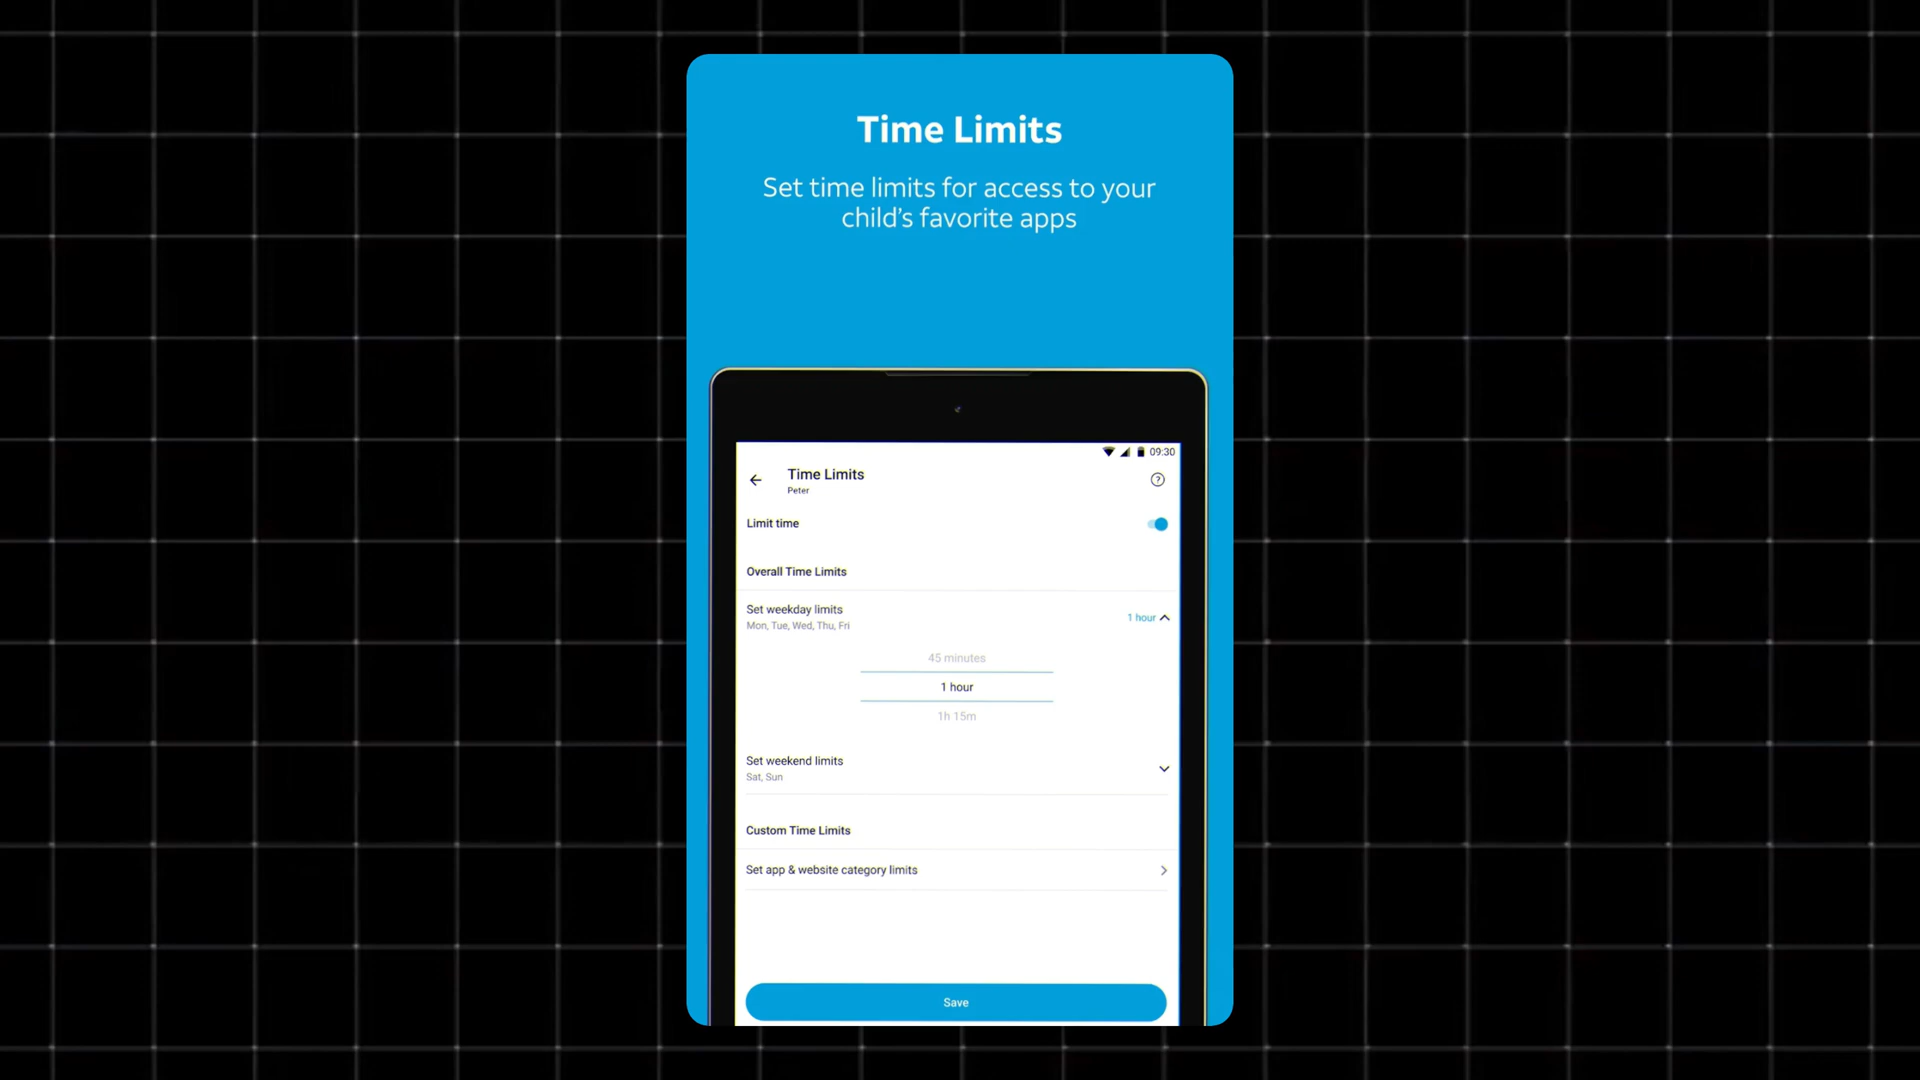 Time Limits
Set time limits for access to your
child's favorite apps
09:30
Time Limits
Peter
Limit time
Overall Time Limits
Set weekday limits
Mon, Tue, Wed, Thu, Fri
1 hour
45 minutes
1 hour
1h 15m
Set weekend limits
Sat, Sun
Custom Time Limits
Set app & website category limits
Save